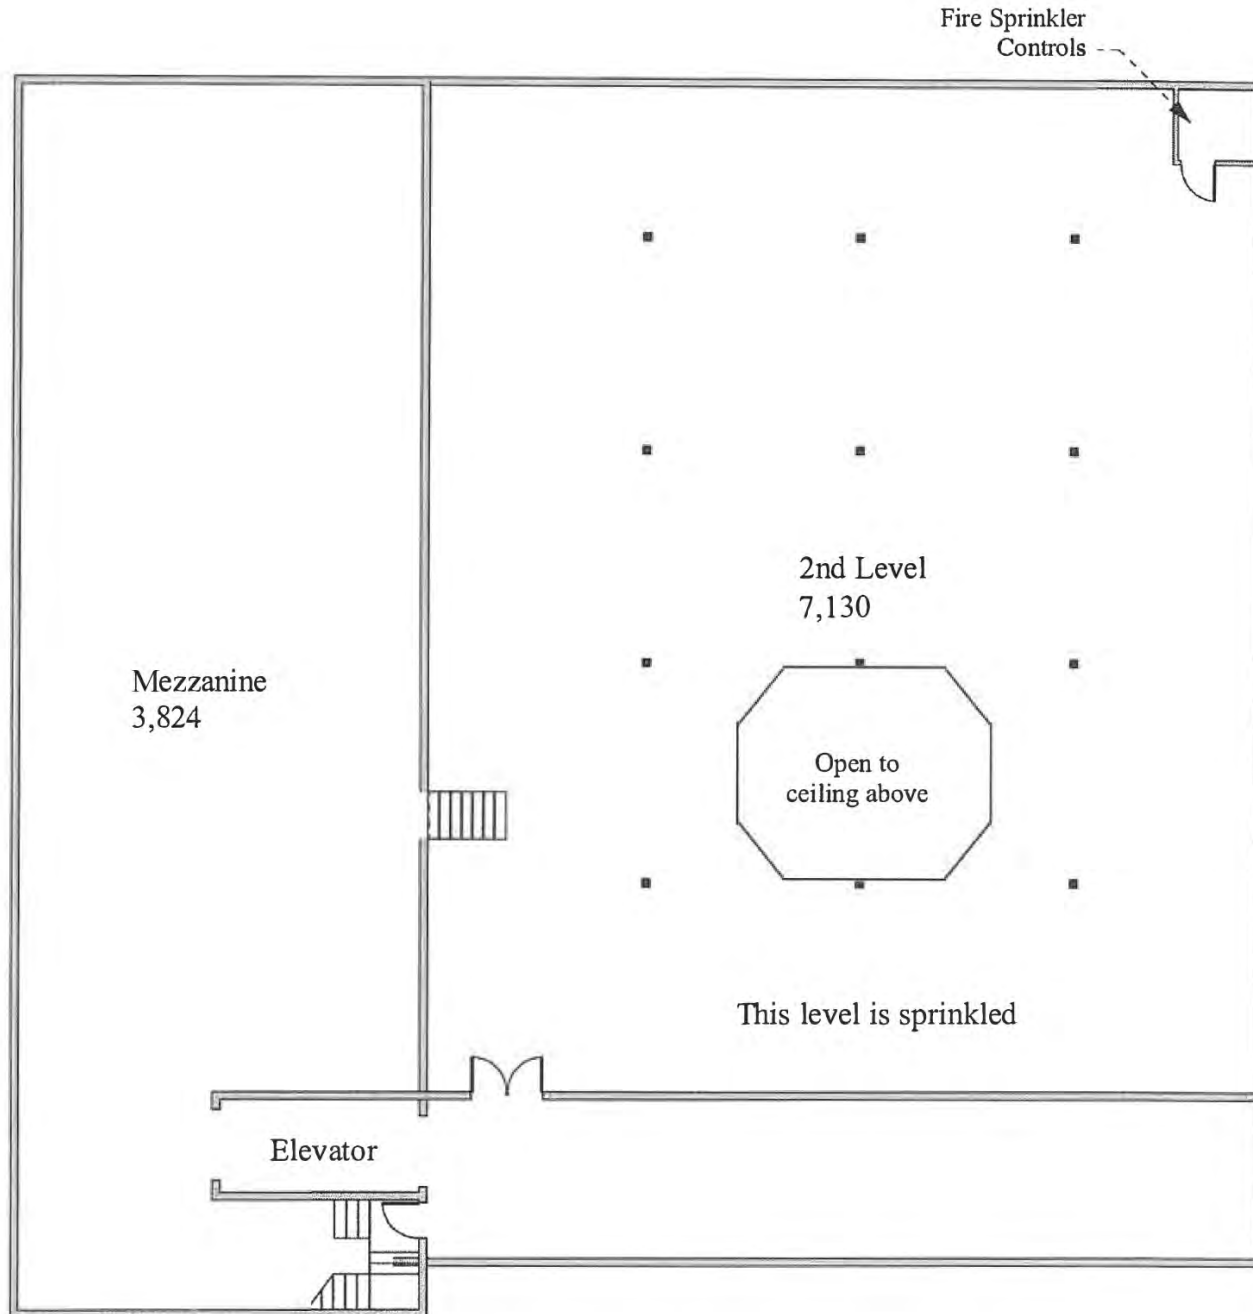 Fire Sprinkler
Controls
2nd Level
7,130
Mezzanine
3,824
Open to
ceiling above
This level is sprinkled
Elevator